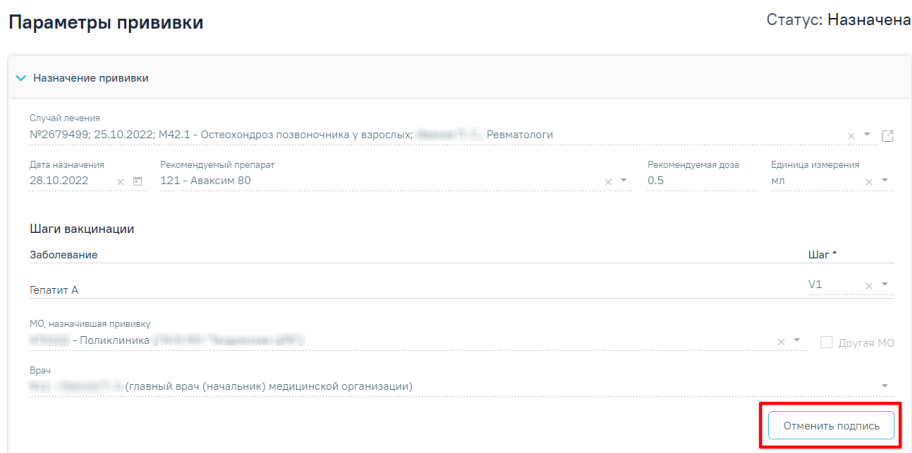 Параметры прививки
Статус: Назначена
Назначение прививки
Случай лечения
№2679499; 25.10.2022; M42.1 - Остеохондроз позвоночника у взрослых; Ревматологи
Дата назначения Рекомендуемый препарат Рекомендуемая доза Единица измерения
28.10.2022 121 - Аваксим 80 0.5 мл
Шаги вакцинации
Заболевание Шаг *
Гепатит А V1
МО, назначившая прививку
- Поликлиника Другая МО
Врач
(главный врач (начальник) медицинской организации)
Отменить подпись